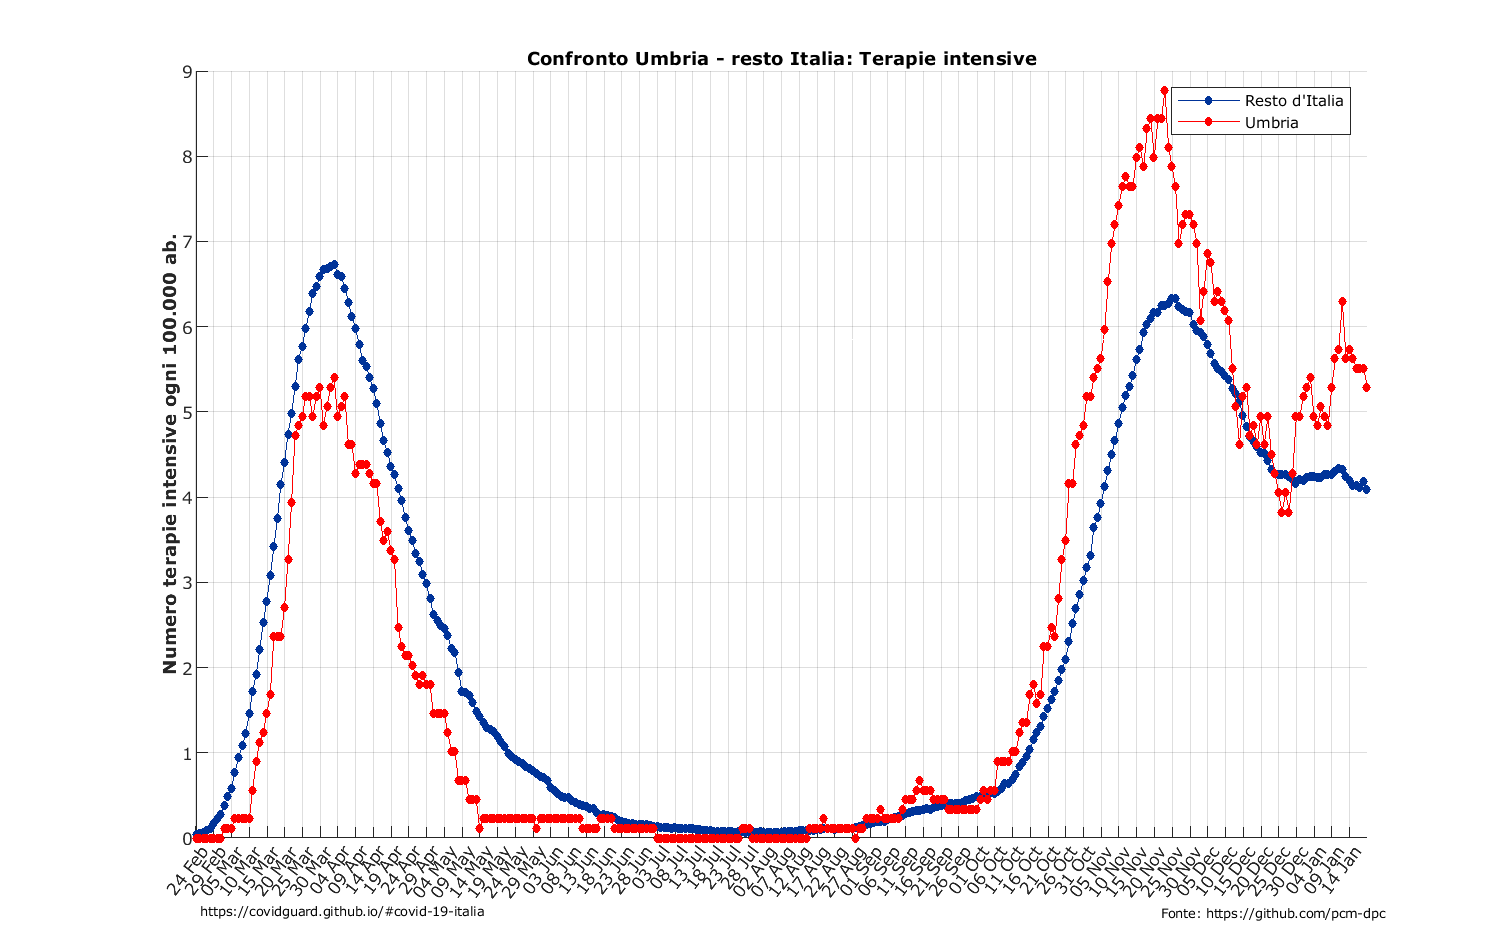 Confronto Umbria - resto Italia: Terapie intensive
Numero terapie intensive ogni 100.000 ab.
9
8
7
6
5
4
3
2
1
0
Resto d'Italia
Umbria
24 Feb
29 Feb
05 Mar
10 Mar
15 Mar
20 Mar
25 Mar
30 Mar
04 Apr
09 Apr
14 Apr
19 Apr
24 Apr
29 Apr
04 May
09 May
14 May
19 May
24 May
29 May
03 Jun
08 Jun
13 Jun
18 Jun
23 Jun
28 Jun
03 Jul
08 Jul
13 Jul
18 Jul
23 Jul
28 Jul
02 Aug
07 Aug
12 Aug
17 Aug
22 Aug
27 Aug
01 Sep
06 Sep
11 Sep
16 Sep
21 Sep
26 Sep
01 Oct
06 Oct
11 Oct
16 Oct
21 Oct
26 Oct
31 Oct
05 Nov
10 Nov
15 Nov
20 Nov
25 Nov
30 Nov
05 Dec
10 Dec
15 Dec
20 Dec
25 Dec
30 Dec
04 Jan
09 Jan
14 Jan
https://covidguard.github.io/#covid-19-italia
Fonte: https://github.com/pcm-dpc